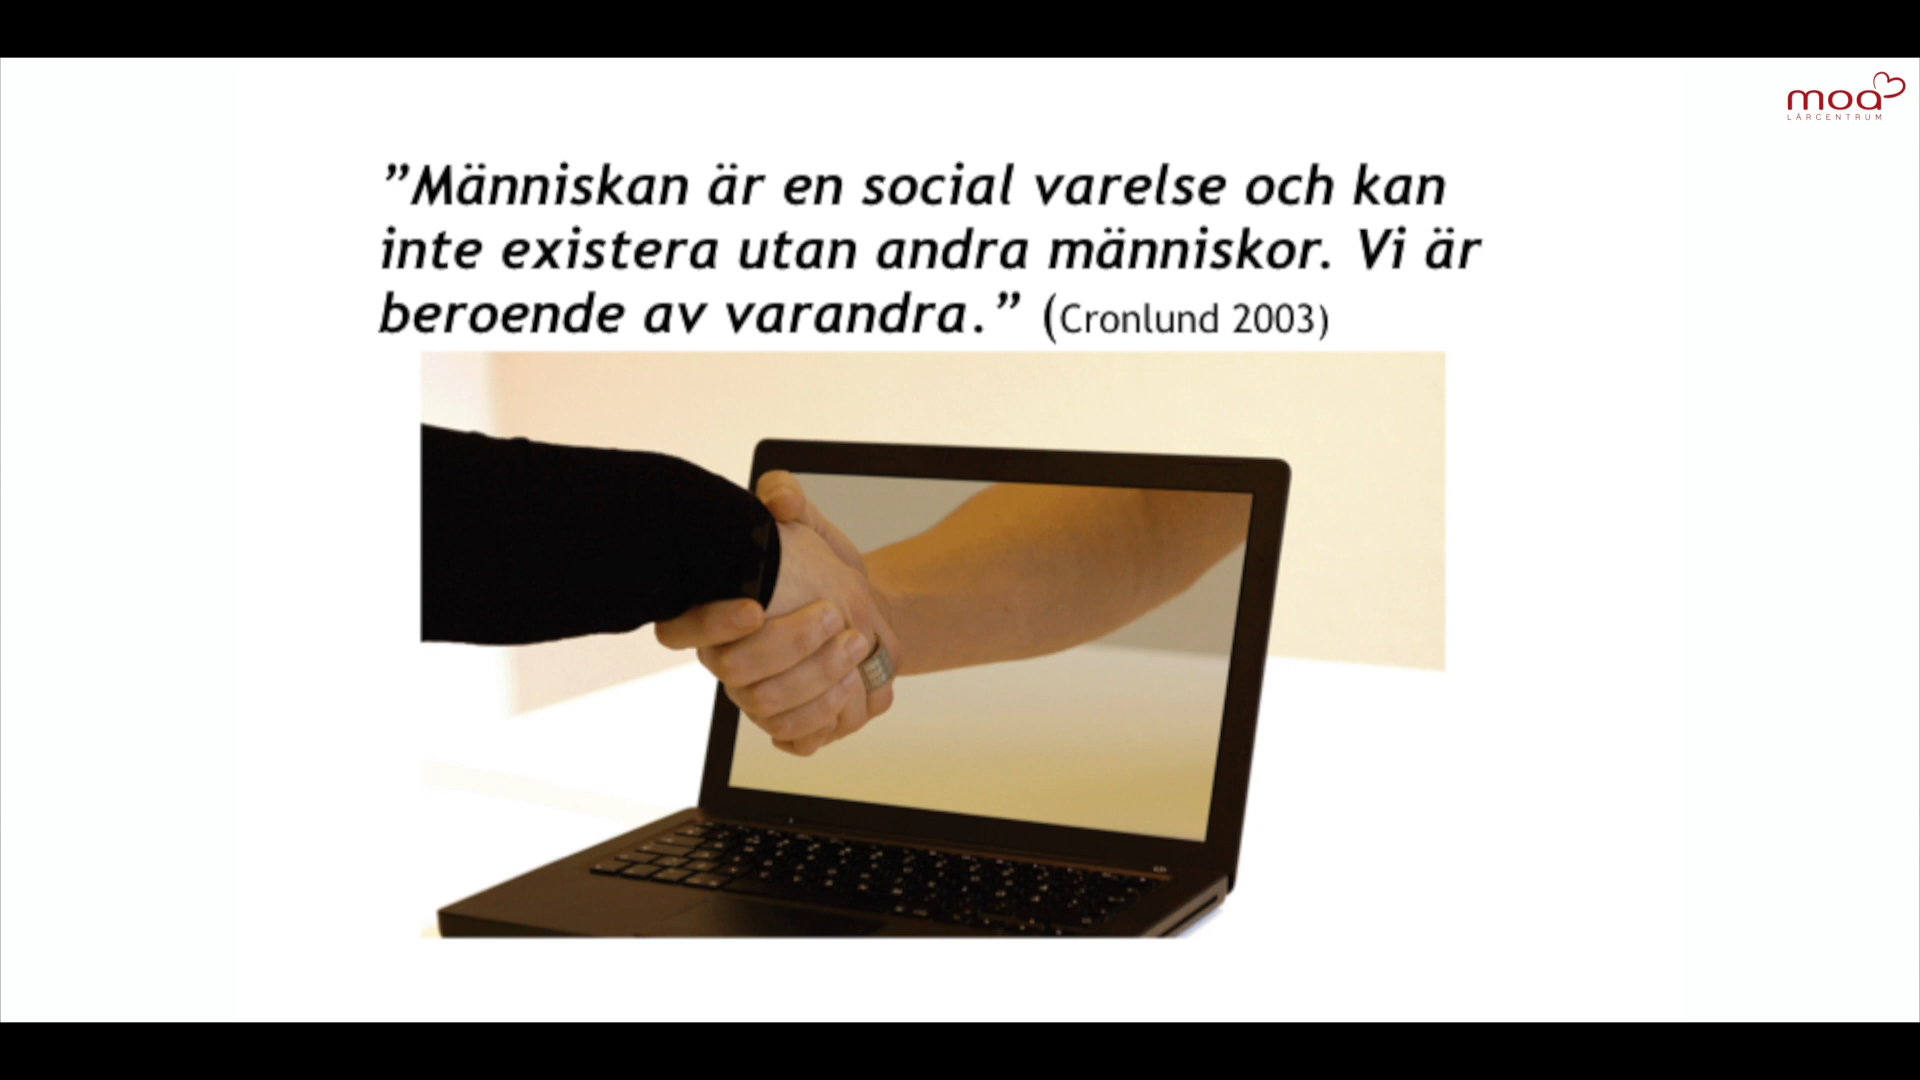 moa
LÄRCENTRUM
”Människan är en social varelse och kan
inte existera utan andra människor. Vi är
beroende av varandra.” (Cronlund 2003)